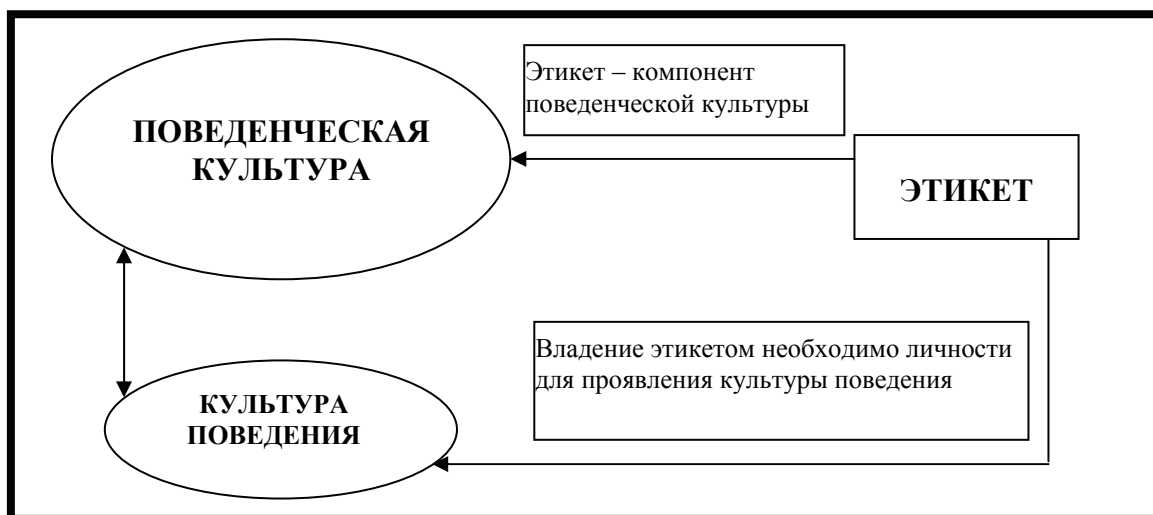 Этикет – компонент
поведенческой культуры
ПОВЕДЕНЧЕСКАЯ
КУЛЬТУРА
ЭТИКЕТ
Владение этикетом необходимо личности
для проявления культуры поведения
КУЛЬТУРА
ПОВЕДЕНИЯ